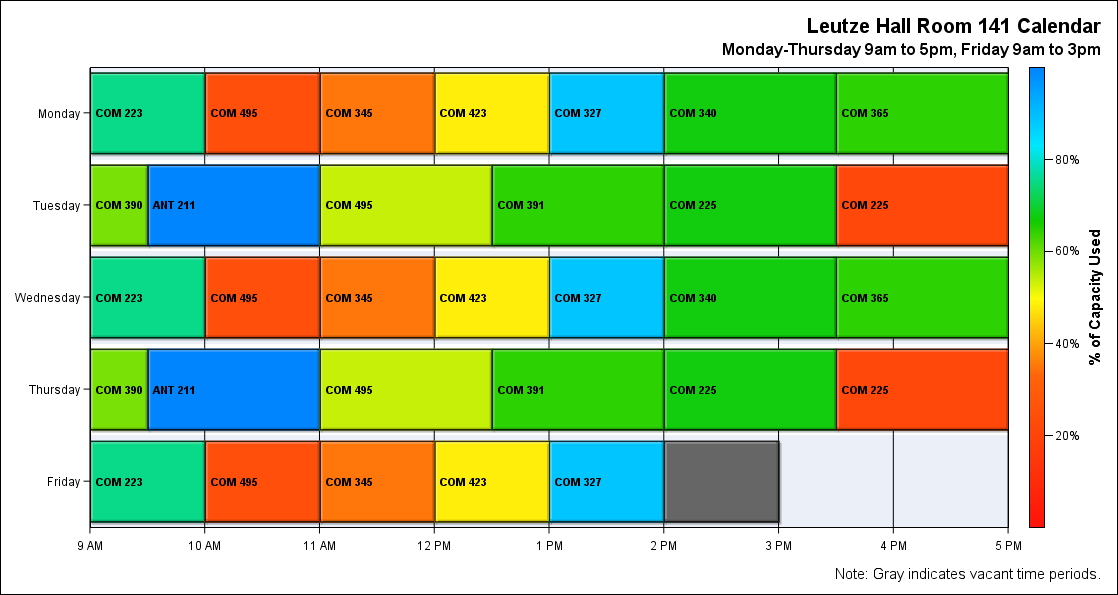 Leutze Hall Room 141 Calendar
Monday-Thursday 9am to 5pm, Friday 9am to 3pm
Monday COM 223 COM 495 COM 345 COM 423 COM 327 COM 340 COM 365
Tuesday COM 390 ANT 211 COM 495 COM 391 COM 225 COM 225
Wednesday COM 223 COM 495 COM 345 COM 423 COM 327 COM 340 COM 365
Thursday COM 390 ANT 211 COM 495 COM 391 COM 225 COM 225
Friday COM 223 COM 495 COM 345 COM 423 COM 327
9 AM 10 AM 11 AM 12 PM 1 PM 2 PM 3 PM 4 PM 5 PM
80%
60%
40%
20%
% of Capacity Used
Note: Gray indicates vacant time periods.